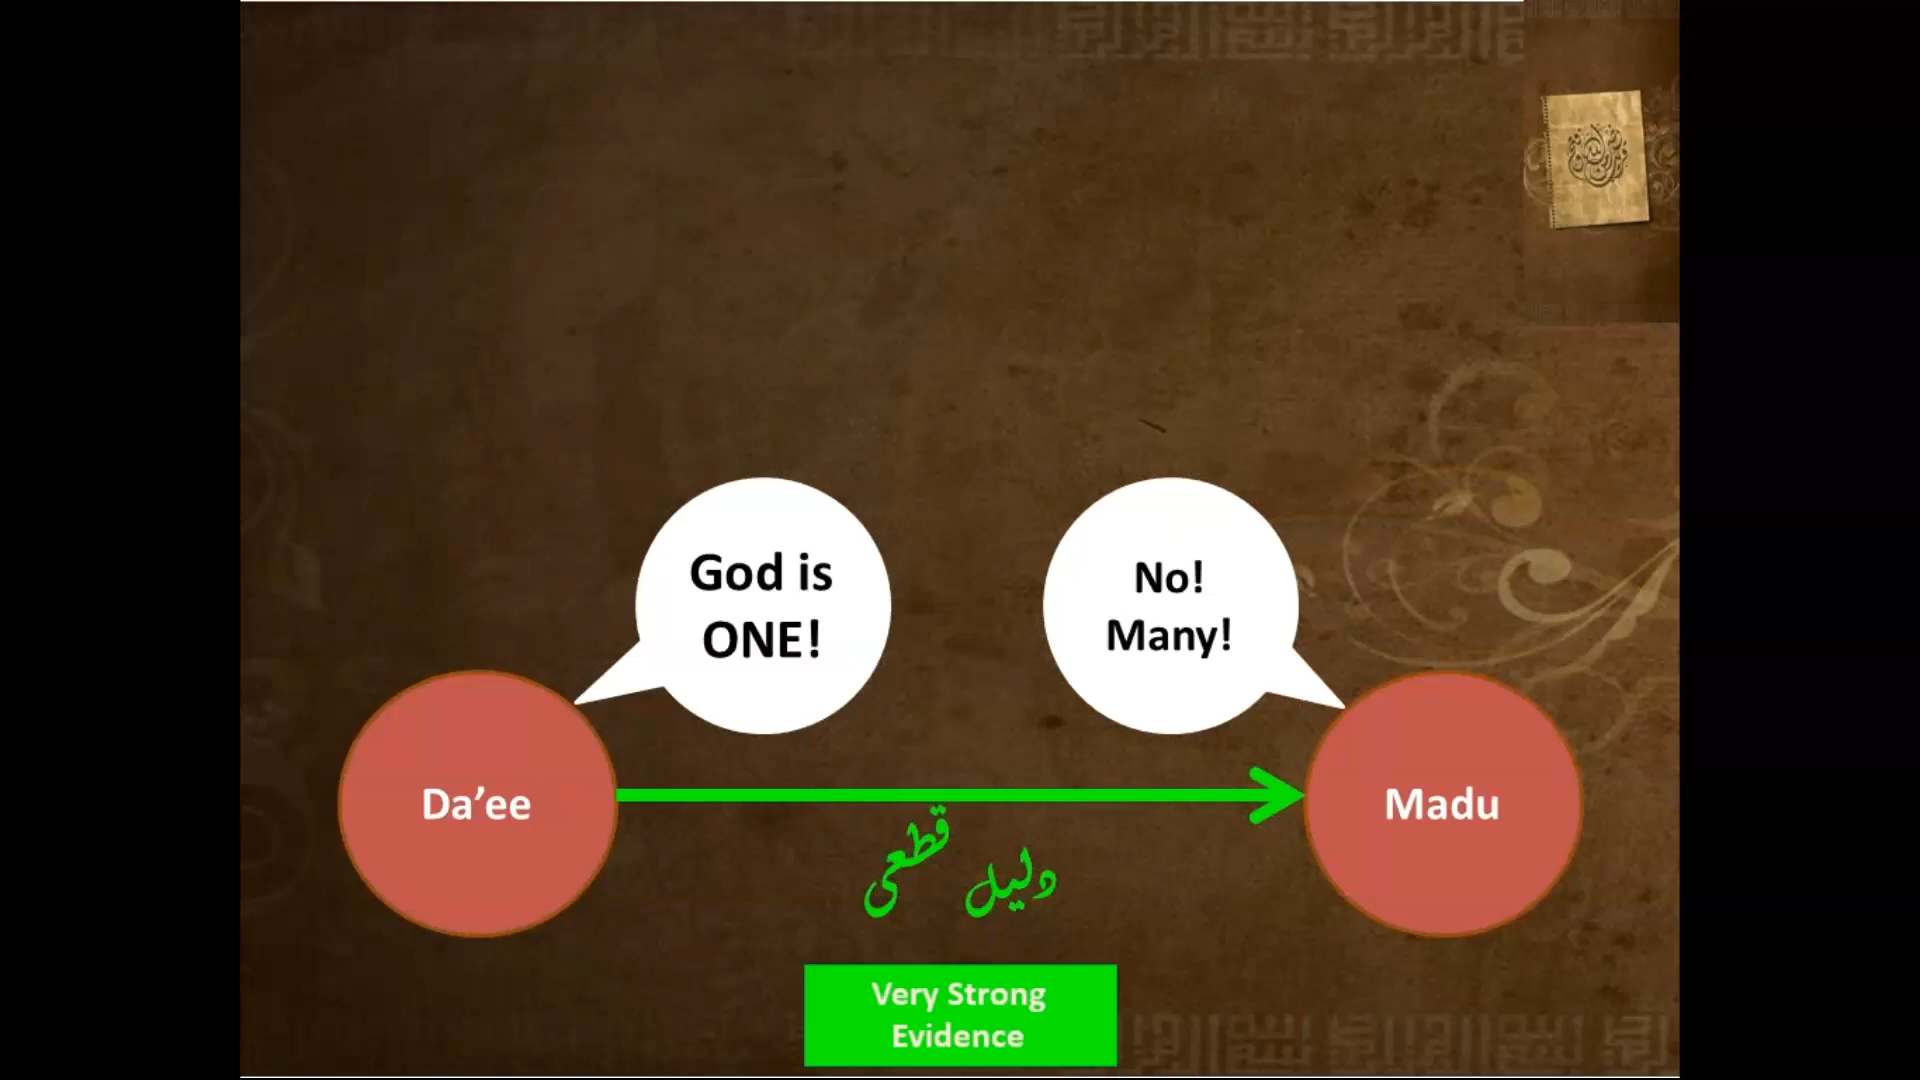 God is
ONE!
No!
Many!
Da’ee
Madu
دلیل قطعی
Very Strong
Evidence